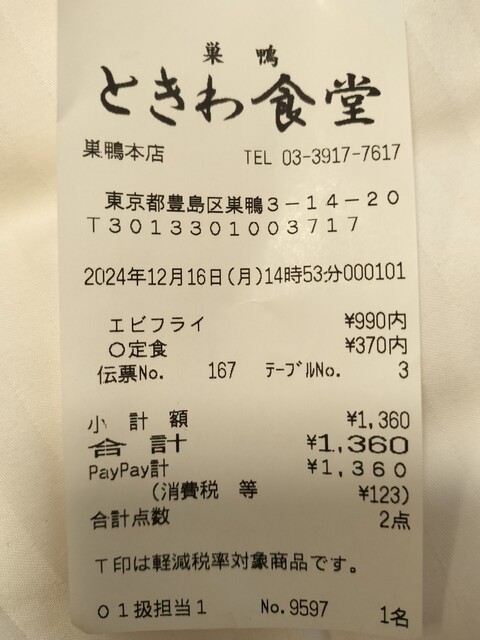 巣鴨
ときわ食堂
巣鴨本店 TEL 03-3917-7617
東京都豊島区巣鴨3-14-20
T3013301003717
2024年12月16日(月)14時53分000101
エビフライ ¥990内
〇定食 ¥370内
伝票No. 167 テーブルNo. 3
小計額 ¥1,360
合計 ¥1,360
PayPay計 ¥1,360
(消費税 等 ¥123)
合計点数 2点
T印は軽減税率対象商品です。
01扱担当1 No.9597 1名